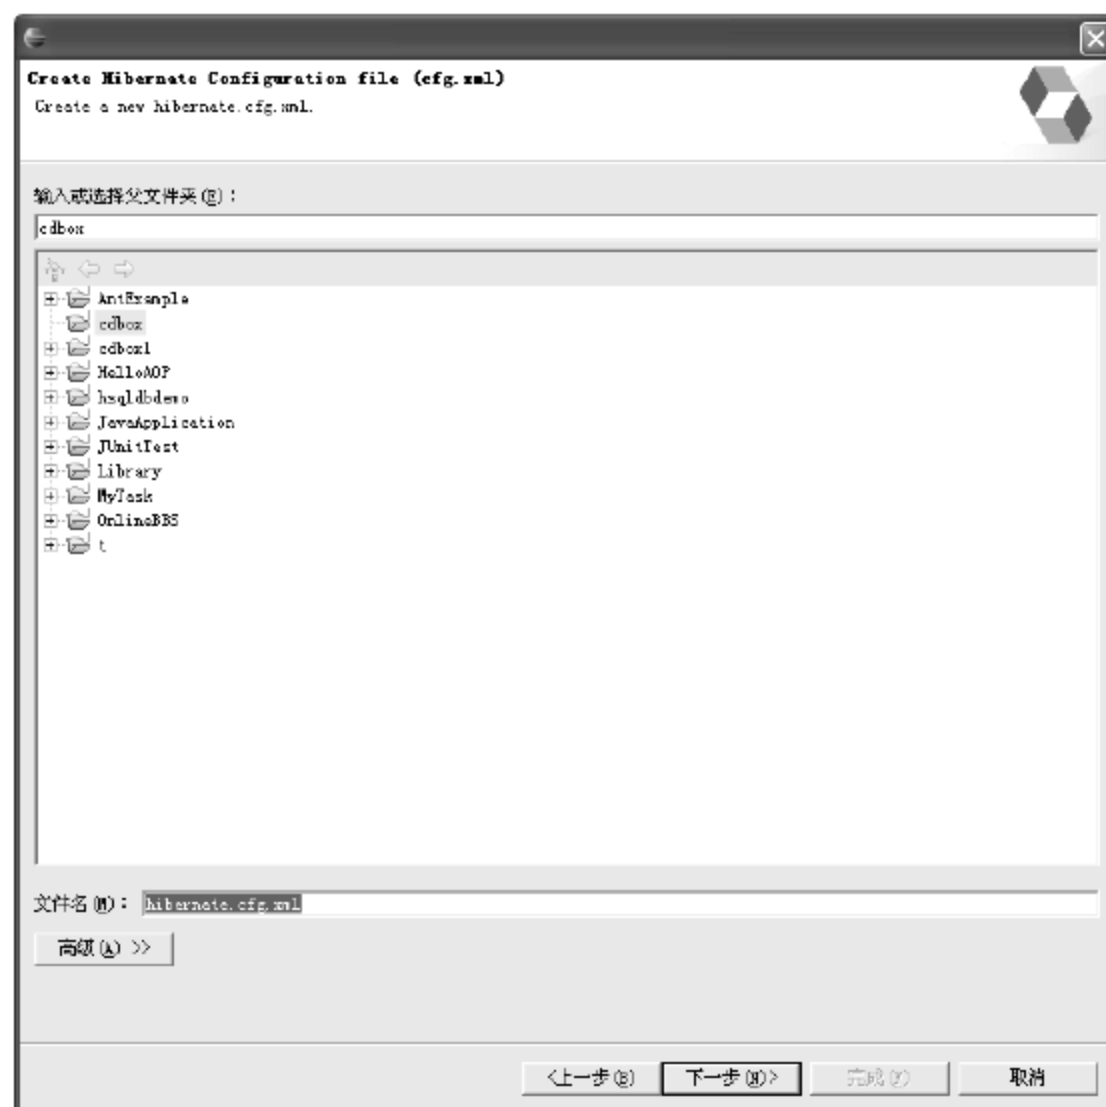 Create Hibernate Configuration file (cfg.xml)
Create a new hibernate.cfg.xml.
输入或选择父文件夹(E)：
cdbox
AntExample
cdbox
cdbox1
HelloAOP
hsqldbdemo
JavaApplication
JUnitTest
Library
MyTask
OnlineBBS
t
文件名(M)： hibernate.cfg.xml
高级(A) >>
<上一步(B) 下一步(N)> 完成(F) 取消